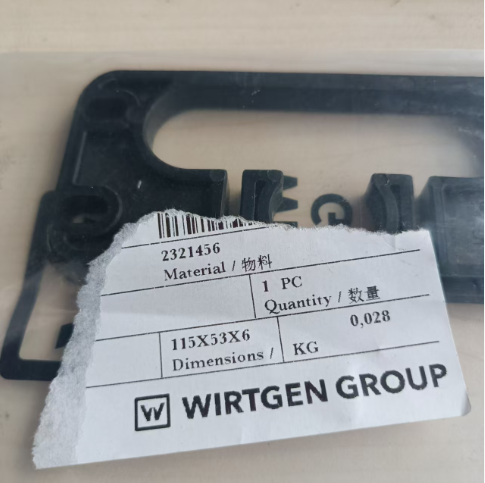 2321456
Material / 物料
1 PC
Quantity / 数量
115X53X6
Dimensions /
0,028
KG
WIRTGEN GROUP